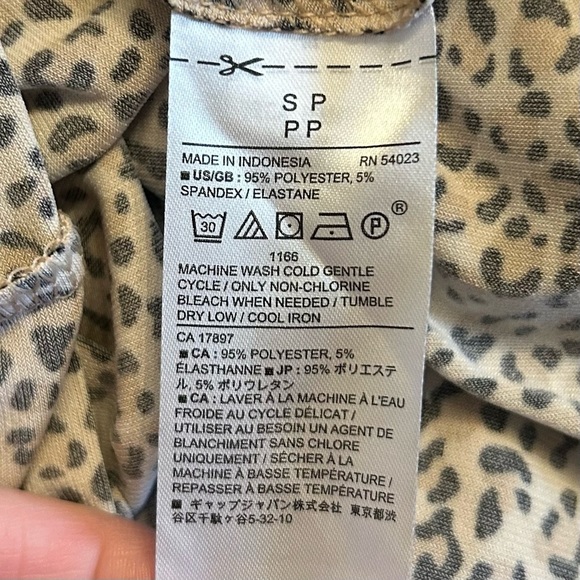 S P
P P
MADE IN INDONESIA RN 54023
■ US/GB : 95% POLYESTER, 5%
SPANDEX / ELASTANE
30 P ®
1166
MACHINE WASH COLD GENTLE
CYCLE / ONLY NON-CHLORINE
BLEACH WHEN NEEDED / TUMBLE
DRY LOW / COOL IRON
CA 17897
■ CA : 95% POLYESTER, 5%
ÉLASTHANNE ■ JP : 95% ポリエステ
ル, 5% ポリウレタン
■ CA : LAVER À LA MACHINE À L'EAU
FROIDE AU CYCLE DÉLICAT /
UTILISER AU BESOIN UN AGENT DE
BLANCHIMENT SANS CHLORE
UNIQUEMENT / SÉCHER À LA
MACHINE À BASSE TEMPÉRATURE /
REPASSER À BASSE TEMPÉRATURE
■ ギャップジャパン株式会社 東京都渋
谷区千駄ヶ谷5-32-10